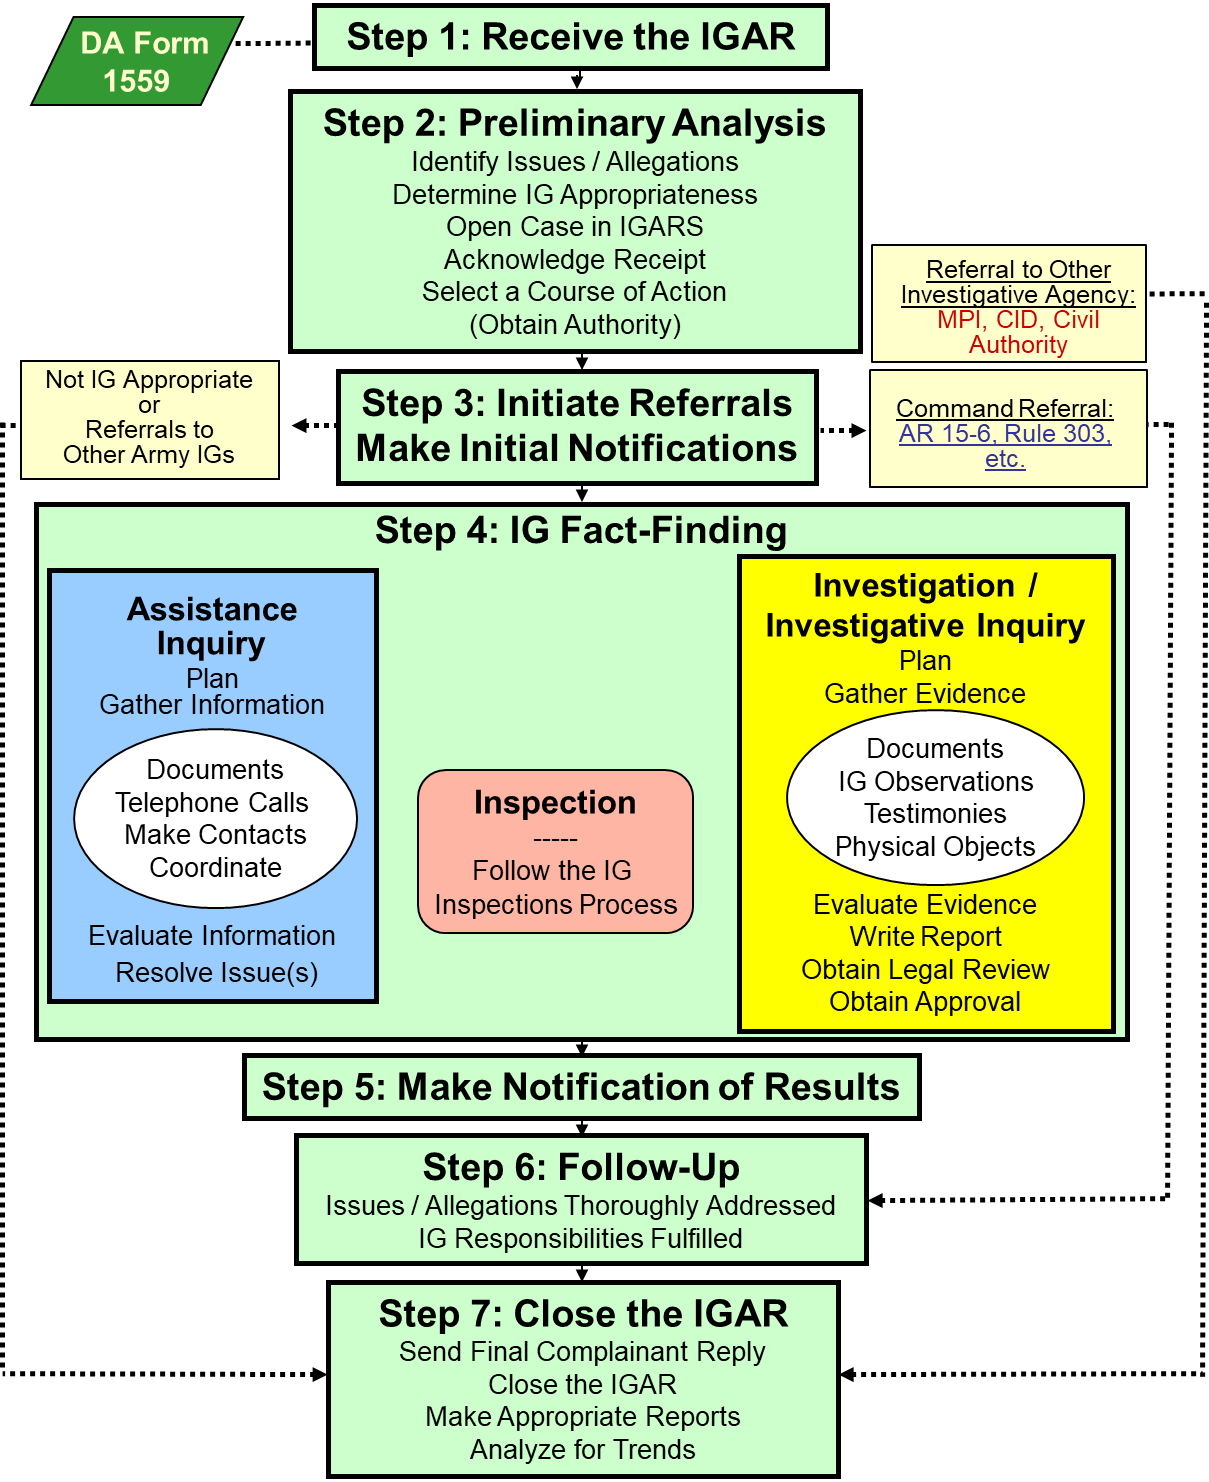 DA Form
1559
Step 1: Receive the IGAR
Step 2: Preliminary Analysis
Identify Issues / Allegations
Determine IG Appropriateness
Open Case in IGARS
Acknowledge Receipt
Select a Course of Action
(Obtain Authority)
Referral to Other
Investigative Agency:
MPI, CID, Civil
Authority
Not IG Appropriate
or
Referrals to
Other Army IGs
Step 3: Initiate Referrals
Make Initial Notifications
Command Referral:
AR 15-6, Rule 303,
etc.
Step 4: IG Fact-Finding
Assistance
Inquiry
Plan
Gather Information
Documents
Telephone Calls
Make Contacts
Coordinate
Evaluate Information
Resolve Issue(s)
Inspection
-----
Follow the IG
Inspections Process
Investigation /
Investigative Inquiry
Plan
Gather Evidence
Documents
IG Observations
Testimonies
Physical Objects
Evaluate Evidence
Write Report
Obtain Legal Review
Obtain Approval
Step 5: Make Notification of Results
Step 6: Follow-Up
Issues / Allegations Thoroughly Addressed
IG Responsibilities Fulfilled
Step 7: Close the IGAR
Send Final Complainant Reply
Close the IGAR
Make Appropriate Reports
Analyze for Trends